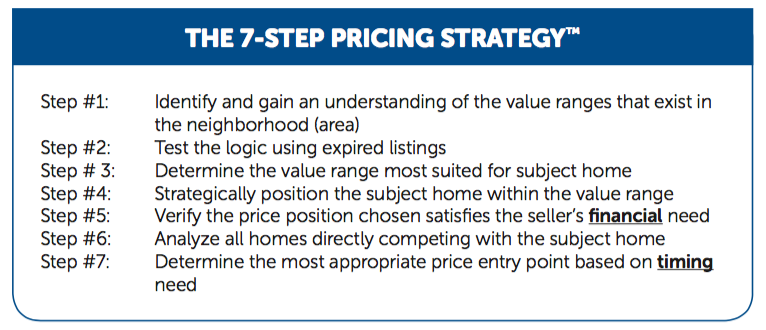 THE 7-STEP PRICING STRATEGY™
Step #1: Identify and gain an understanding of the value ranges that exist in
the neighborhood (area)
Step #2: Test the logic using expired listings
Step # 3: Determine the value range most suited for subject home
Step #4: Strategically position the subject home within the value range
Step #5: Verify the price position chosen satisfies the seller’s financial need
Step #6: Analyze all homes directly competing with the subject home
Step #7: Determine the most appropriate price entry point based on timing
need